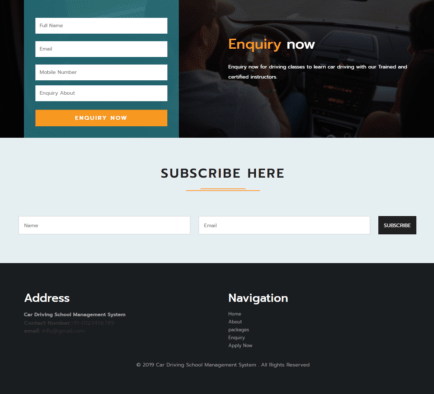 Full Name
Email
Mobile Number
Enquiry About
ENQUIRY NOW
Enquiry now
Enquiry now for driving classes to learn car driving with our Trained and
certified instructors.
SUBSCRIBE HERE
Name
Email
SUBSCRIBE
Address
Car Driving School Management System
Contact Number
email
Navigation
Home
About
packages
Enquiry
Apply Now
© 2019 Car Driving School Management System . All Rights Reserved